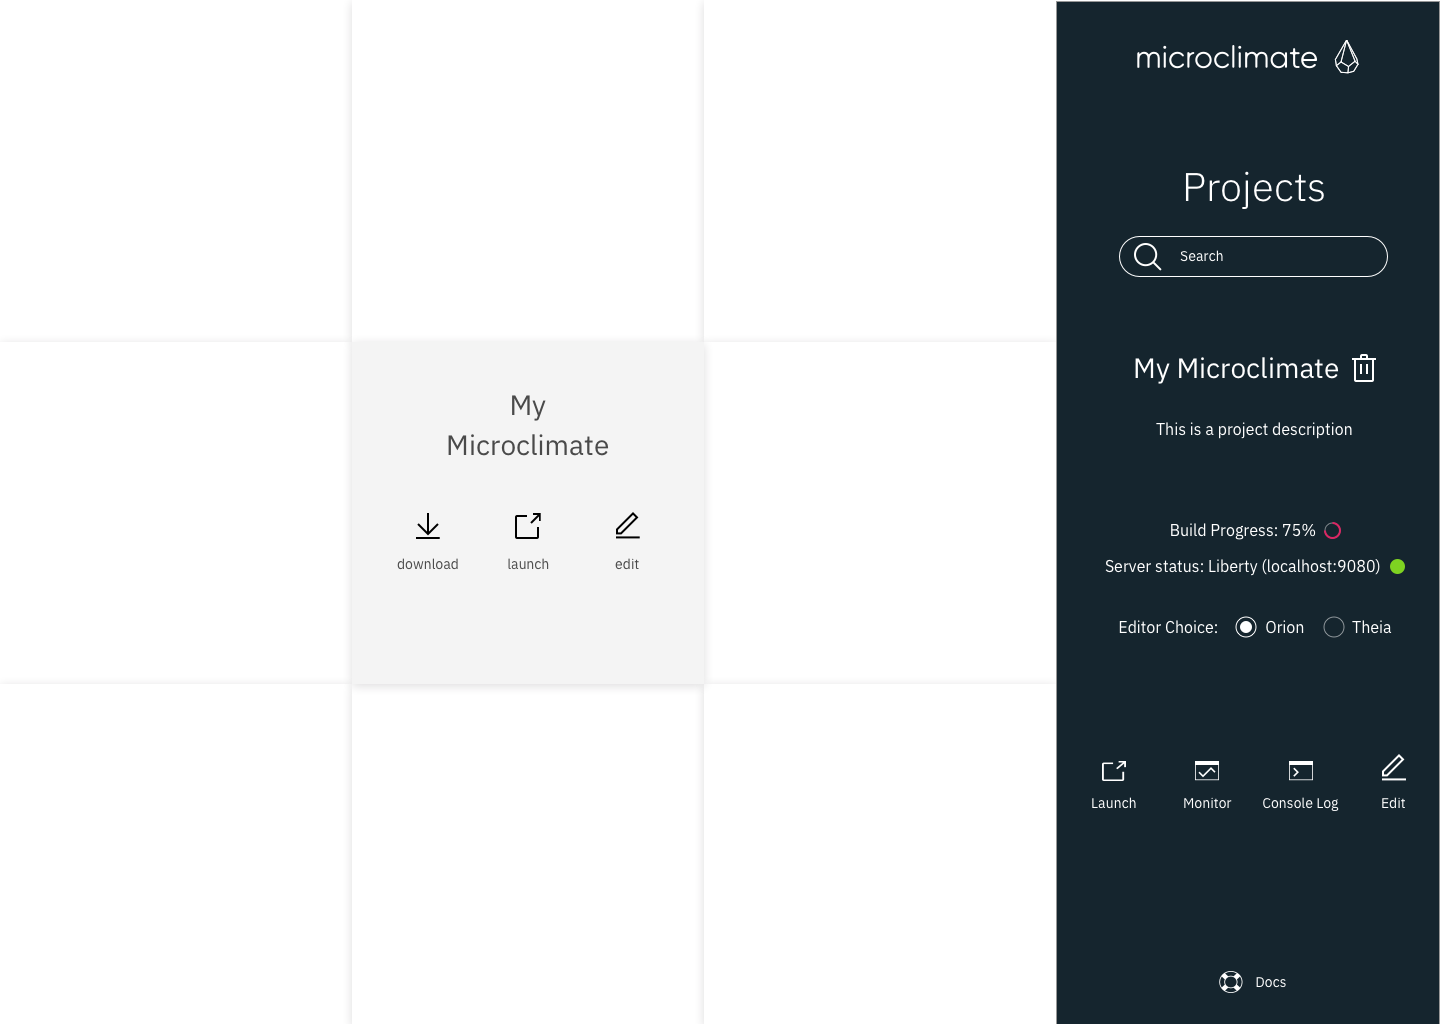 My
Microclimate
download
launch
edit
microclimate
Projects
Search
My Microclimate
This is a project description
Build Progress: 75%
Server status: Liberty (localhost:9080)
Editor Choice: Orion Theia
Launch Monitor Console Log Edit
Docs